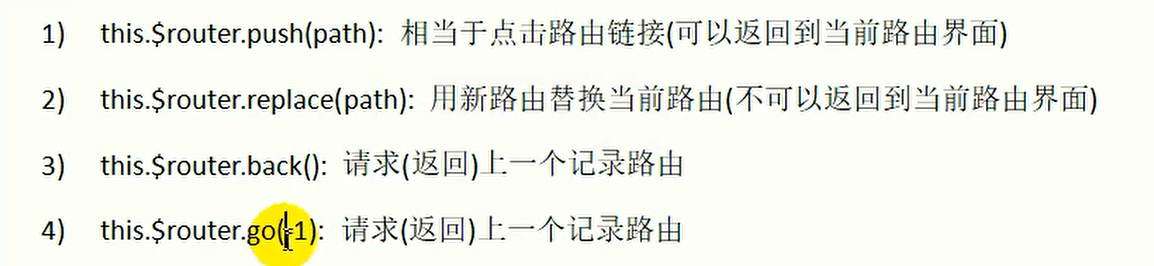 1) this.$router.push(path): 相当于点击路由链接(可以返回到当前路由界面)
2) this.$router.replace(path): 用新路由替换当前路由(不可以返回到当前路由界面)
3) this.$router.back(): 请求(返回)上一个记录路由
4) this.$router.go(-1): 请求(返回)上一个记录路由